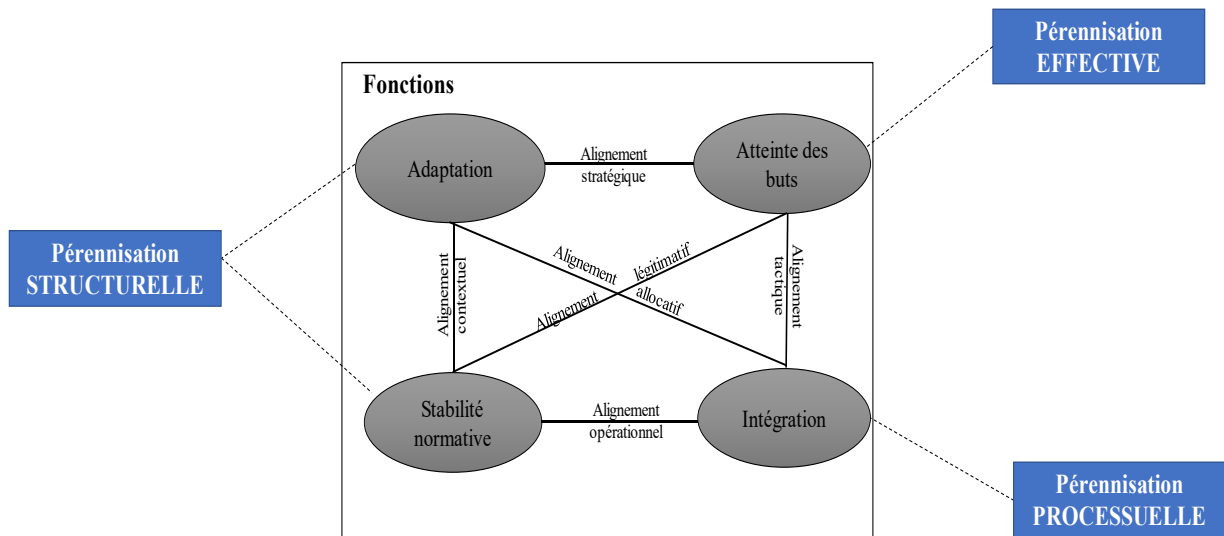 Pérennisation
EFFECTIVE
Fonctions
Adaptation
Alignement
stratégique
Atteinte des
buts
Pérennisation
STRUCTURELLE
Alignement
contextuel
Alignement
allocatif
Alignement
légitimatif
Alignement
tactique
Stabilité
normative
Alignement
opérationnel
Intégration
Pérennisation
PROCESSUELLE